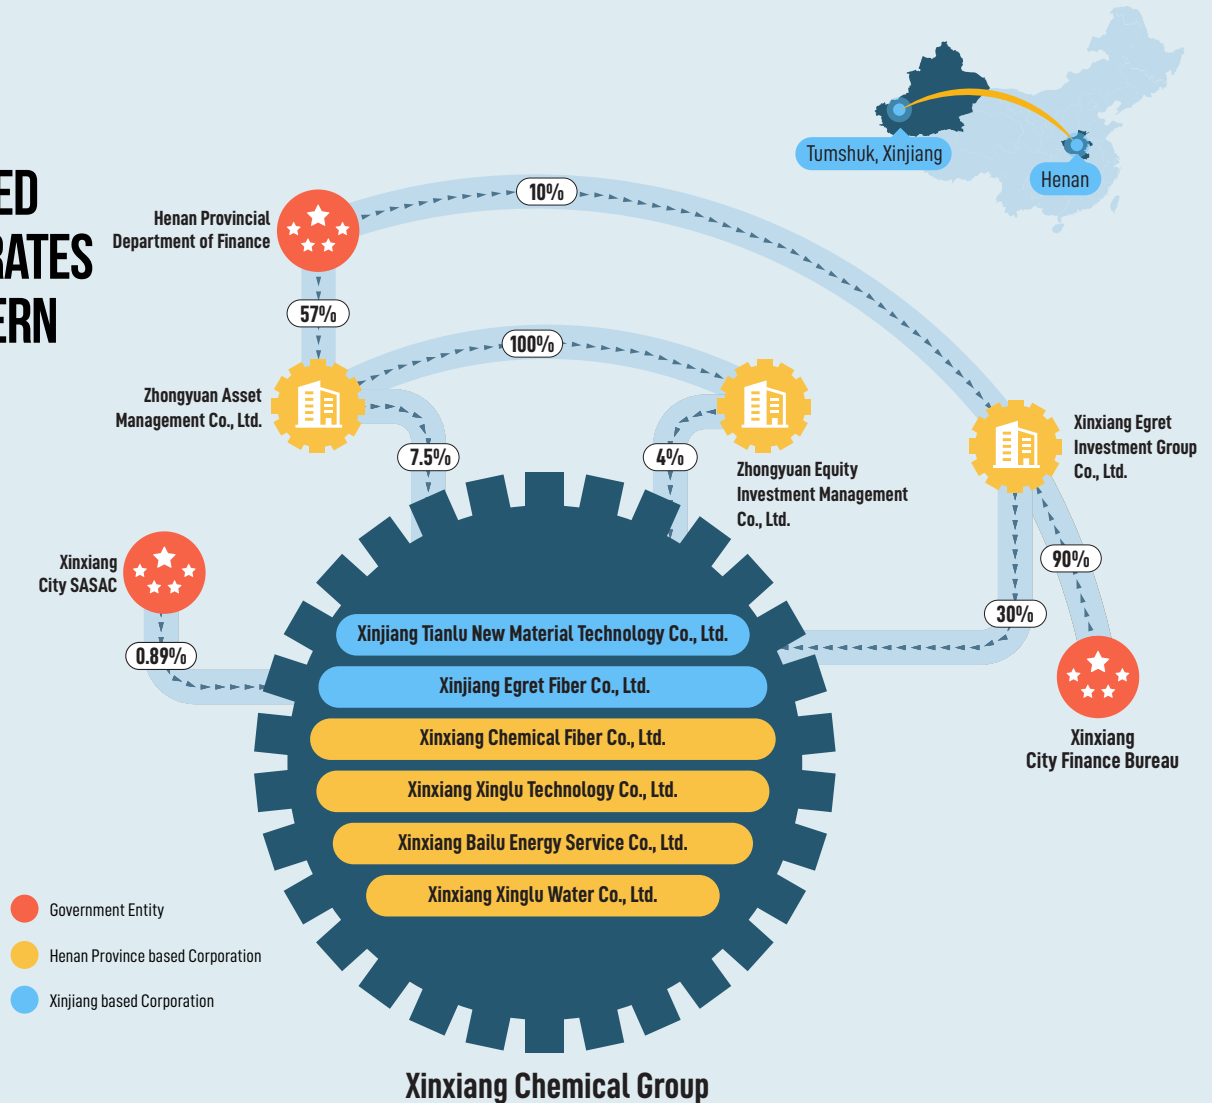 ED
RATES
ERN
Tumshuk, Xinjiang
Henan
10%
Henan Provincial
Department of Finance
57%
100%
Zhongyuan Asset
Management Co., Ltd.
Xinxiang Egret
Investment Group
Co., Ltd.
7.5%
4%
Zhongyuan Equity
Investment Management
Co., Ltd.
Xinxiang
City SASAC
90%
30%
0.89%
Xinjiang Tianlu New Material Technology Co., Ltd.
Xinjiang Egret Fiber Co., Ltd.
Xinxiang Chemical Fiber Co., Ltd.
Xinxiang
City Finance Bureau
Xinxiang Xinglu Technology Co., Ltd.
Xinxiang Bailu Energy Service Co., Ltd.
Xinxiang Xinglu Water Co., Ltd.
Government Entity
Henan Province based Corporation
Xinjiang based Corporation
Xinxiang Chemical Group